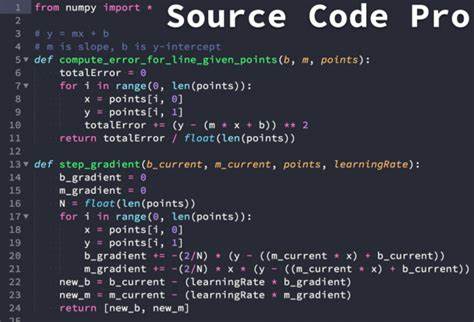 Source Code Pro
1 from numpy import *
2
3 # y = mx + b
4 # m is slope, b is y-intercept
5 def compute_error_for_line_given_points(b, m, points):
6     totalError = 0
7     for i in range(0, len(points)):
8         x = points[i, 0]
9         y = points[i, 1]
10         totalError += (y - (m * x + b)) ** 2
11     return totalError / float(len(points))
12
13 def step_gradient(b_current, m_current, points, learningRate):
14     b_gradient = 0
15     m_gradient = 0
16     N = float(len(points))
17     for i in range(0, len(points)):
18         x = points[i, 0]
19         y = points[i, 1]
20         b_gradient += -(2/N) * (y - ((m_current * x) + b_current))
21         m_gradient += -(2/N) * x * (y - ((m_current * x) + b_current))
22     new_b = b_current - (learningRate * b_gradient)
23     new_m = m_current - (learningRate * m_gradient)
24     return [new_b, new_m]
25